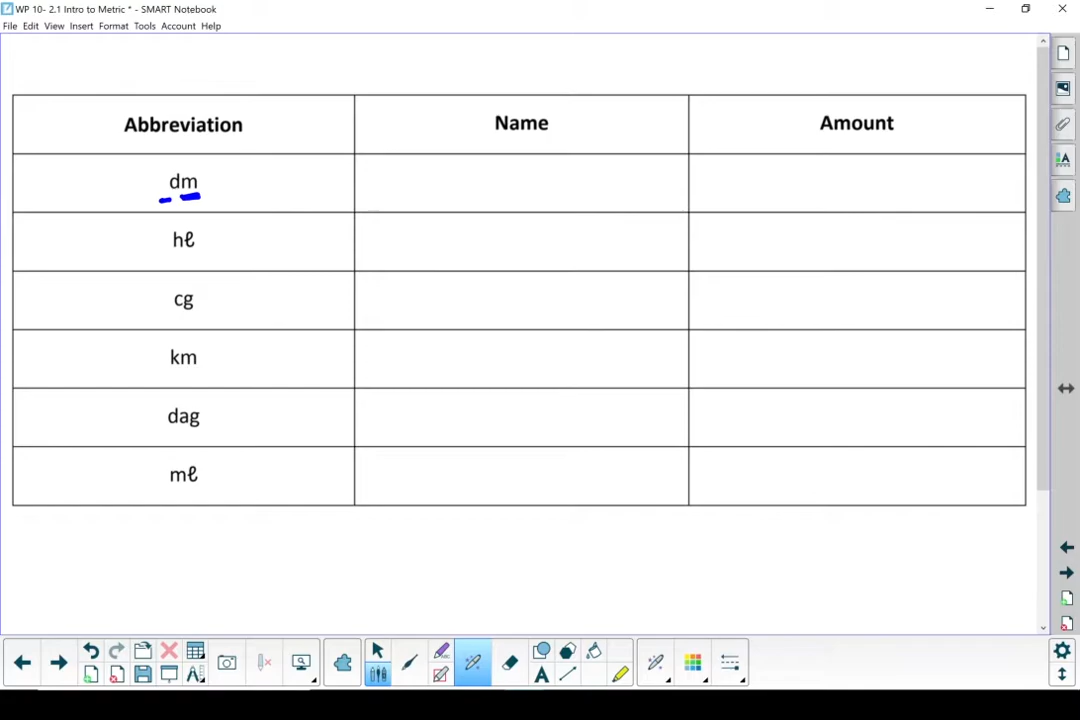 WP 10- 2.1 Intro to Metric * - SMART Notebook
File Edit View Insert Format Tools Account Help
Abbreviation Name Amount
dm
hℓ
cg
km
dag
mℓ